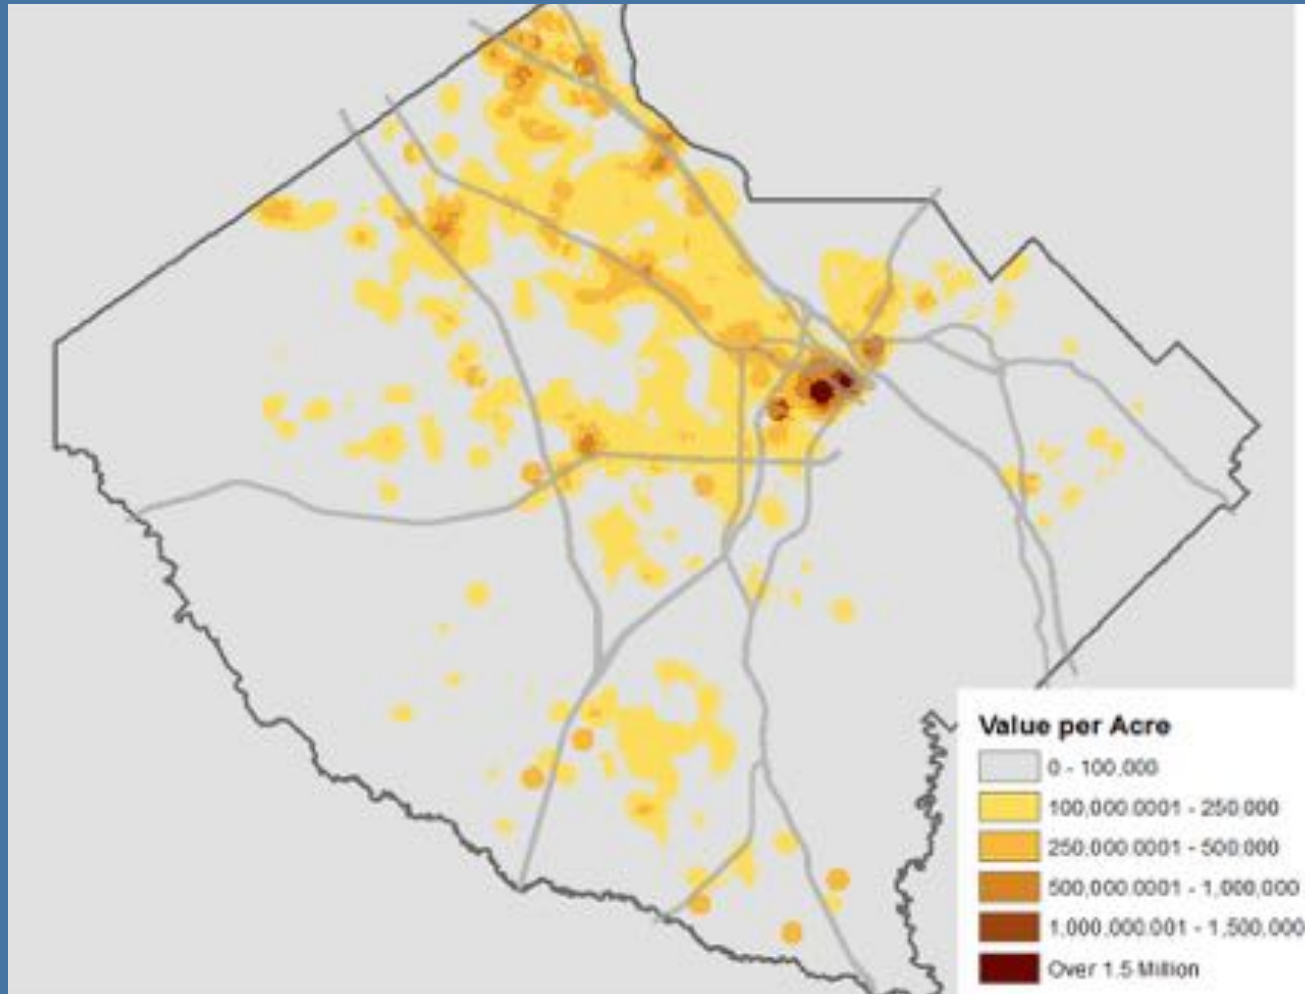 Value per Acre
0 - 100,000
100,000.0001 - 250,000
250,000.0001 - 500,000
500,000.0001 - 1,000,000
1,000,000.001 - 1,500,000
Over 1.5 Million